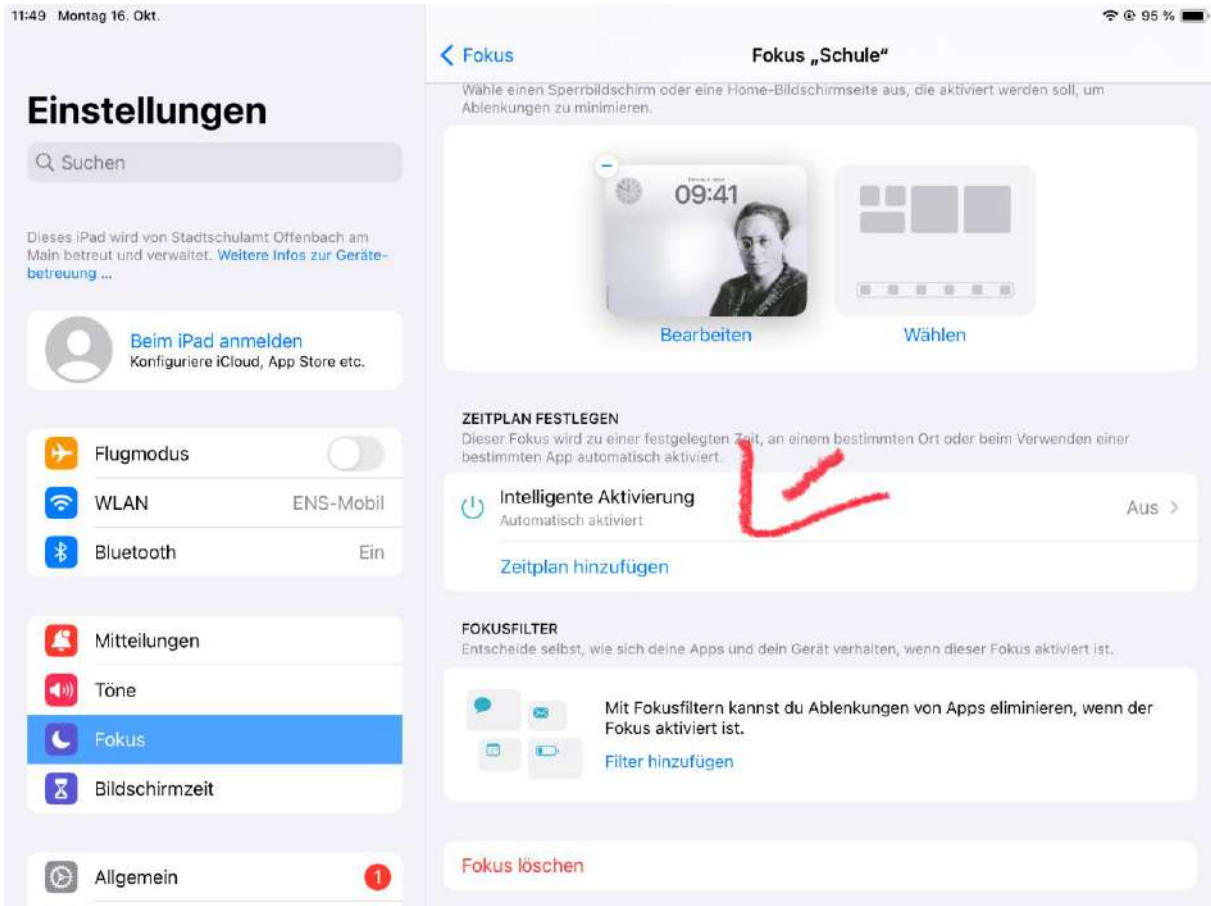 11:49 Montag 16. Okt.
95 %
Einstellungen
Suchen
Dieses iPad wird von Stadtschulamt Offenbach am
Main betreut und verwaltet. Weitere Infos zur Geräte-
betreuung ...
Beim iPad anmelden
Konfiguriere iCloud, App Store etc.
Flugmodus
WLAN ENS-Mobil
Bluetooth Ein
Mitteilungen
Töne
Fokus
Bildschirmzeit
Allgemein 1
Fokus
Fokus „Schule“
Wähle einen Sperrbildschirm oder eine Home-Bildschirmseite aus, die aktiviert werden soll, um
Ablenkungen zu minimieren.
09:41
Bearbeiten
Wählen
ZEITPLAN FESTLEGEN
Dieser Fokus wird zu einer festgelegten Zeit, an einem bestimmten Ort oder beim Verwenden einer
bestimmten App automatisch aktiviert.
Intelligente Aktivierung
Automatisch aktiviert
Aus
Zeitplan hinzufügen
FOKUSFILTER
Entscheide selbst, wie sich deine Apps und dein Gerät verhalten, wenn dieser Fokus aktiviert ist.
Mit Fokusfiltern kannst du Ablenkungen von Apps eliminieren, wenn der
Fokus aktiviert ist.
Filter hinzufügen
Fokus löschen